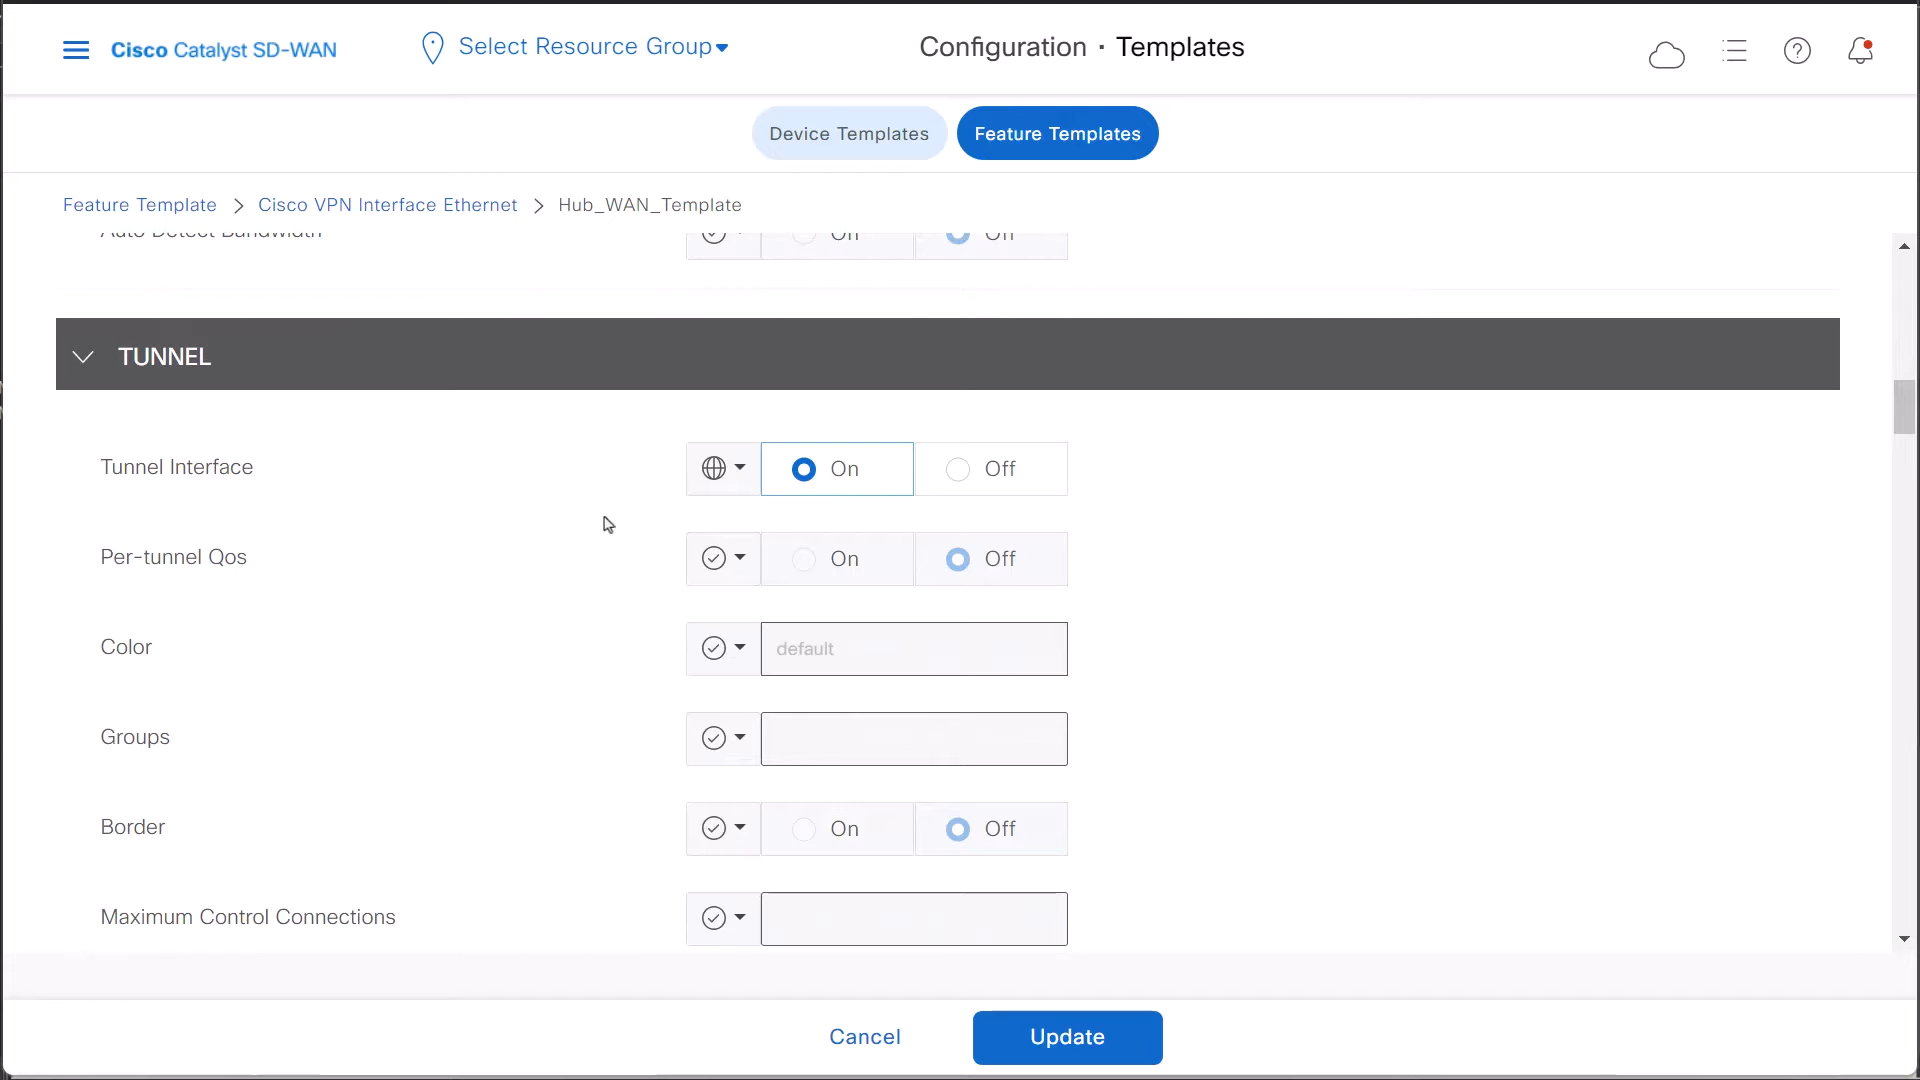 Cisco Catalyst SD-WAN
Select Resource Group
Configuration · Templates
Device Templates
Feature Templates
Feature Template > Cisco VPN Interface Ethernet > Hub_WAN_Template
Auto Detect Bandwidth
On
Off
TUNNEL
Tunnel Interface
On
Off
Per-tunnel Qos
On
Off
Color
default
Groups
Border
On
Off
Maximum Control Connections
Cancel
Update